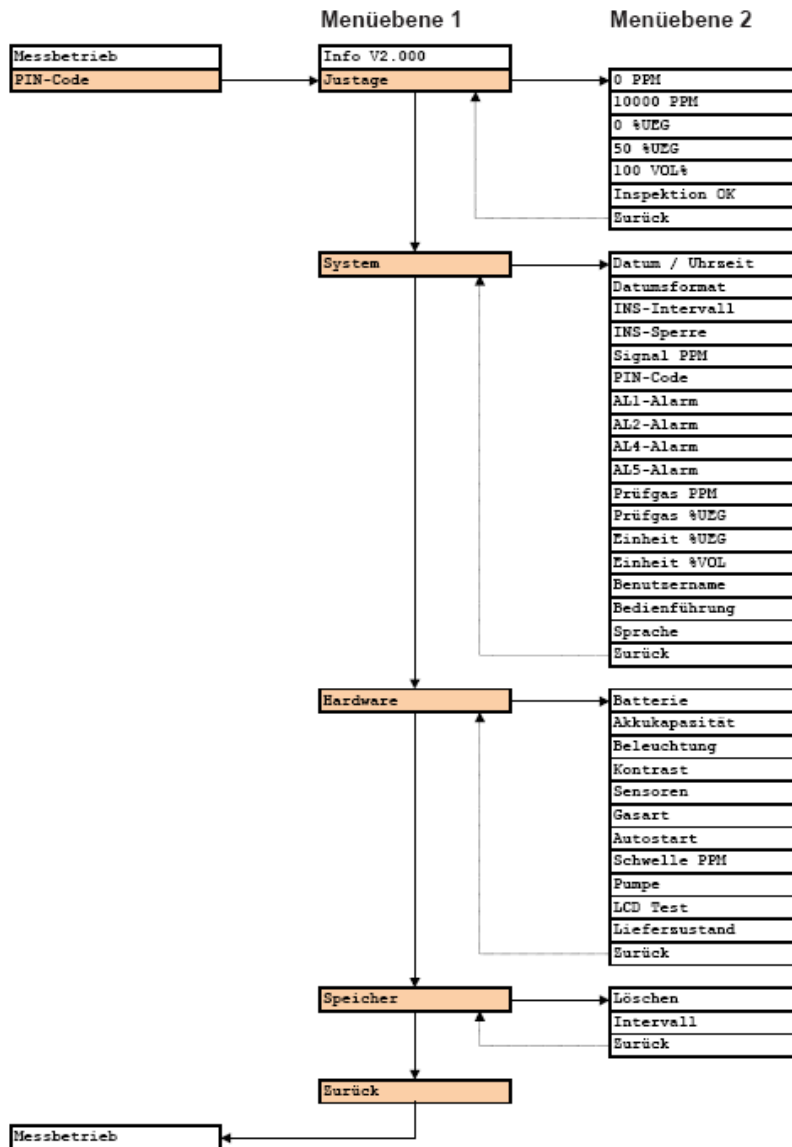 Menüebene 1
Menüebene 2
Messbetrieb
PIN-Code
Info V2.000
Justage
0 PPM
10000 PPM
0 %UEG
50 %UEG
100 VOL%
Inspektion OK
Zurück
System
Datum / Uhrzeit
Datumsformat
INS-Intervall
INS-Sperre
Signal PPM
PIN-Code
AL1-Alarm
AL2-Alarm
AL4-Alarm
AL5-Alarm
Prüfgas PPM
Prüfgas %UEG
Einheit %UEG
Einheit %VOL
Benutzername
Bedienführung
Sprache
Zurück
Hardware
Batterie
Akkukapazität
Beleuchtung
Kontrast
Sensoren
Gasart
Autostart
Schwelle PPM
Pumpe
LCD Test
Lieferzustand
Zurück
Speicher
Löschen
Intervall
Zurück
Zurück
Messbetrieb